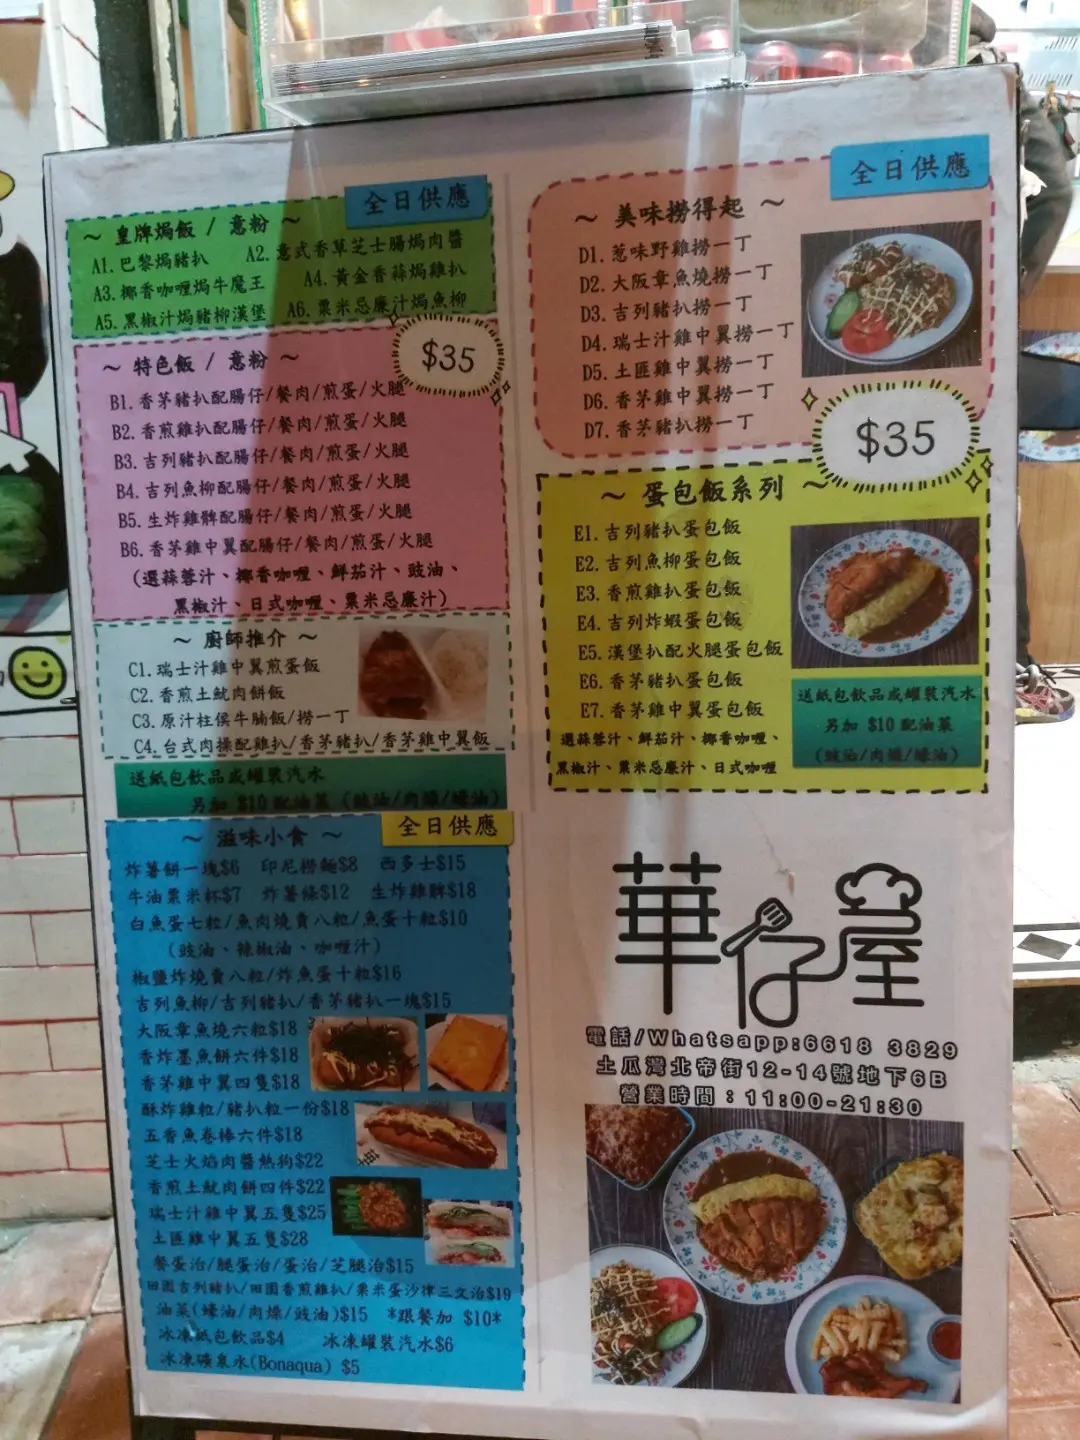 全日供應
～ 皇牌焗飯 / 意粉 ～
A1.巴黎焗豬扒 A2.意式香草芝士腸焗肉醬
A3.椰香咖喱焗牛魔王 A4.黃金香蒜焗雞扒
A5.黑椒汁焗豬柳漢堡 A6.粟米忌廉汁焗魚柳
$35
～ 特色飯 / 意粉 ～
B1.香茅豬扒配腸仔/餐肉/煎蛋/火腿
B2.香煎雞扒配腸仔/餐肉/煎蛋/火腿
B3.吉列豬扒配腸仔/餐肉/煎蛋/火腿
B4.吉列魚柳配腸仔/餐肉/煎蛋/火腿
B5.生炸雞髀配腸仔/餐肉/煎蛋/火腿
B6.香茅雞中翼配腸仔/餐肉/煎蛋/火腿
(選蒜蓉汁、椰香咖喱、鮮茄汁、豉油、
黑椒汁、日式咖喱、粟米忌廉汁)
～ 廚師推介 ～
C1.瑞士汁雞中翼煎蛋飯
C2.香煎土魷肉餅飯
C3.原汁柱侯牛腩飯/撈一丁
C4.台式肉燥配雞扒/香茅豬扒/香茅雞中翼飯
送紙包飲品或罐裝汽水
另加 $10 配油菜 (豉油/肉燥/蠔油)
全日供應
～ 滋味小食 ～
炸薯餅一塊$6 印尼撈麵$8 西多士$15
牛油粟米杯$7 炸薯條$12 生炸雞髀$18
白魚蛋七粒/魚肉燒賣八粒/魚蛋十粒$10
(豉油、辣椒油、咖喱汁)
椒鹽炸燒賣八粒/炸魚蛋十粒$16
吉列魚柳/吉列豬扒/香茅豬扒一塊$15
大阪章魚燒六粒$18
香炸墨魚餅六件$18
香茅雞中翼四隻$18
酥炸雞粒/豬扒粒一份$18
五香魚卷棒六件$18
芝士火焰肉醬熱狗$22
香煎土魷肉餅四件$22
瑞士汁雞中翼五隻$25
土匪雞中翼五隻$28
餐蛋治/腿蛋治/蛋治/芝腿治$15
田園吉列豬扒/田園香煎雞扒/粟米蛋沙律三文治$19
油菜(蠔油/肉燥/豉油)$15 *跟餐加 $10*
冰凍紙包飲品$4 冰凍罐裝汽水$6
冰凍礦泉水(Bonaqua) $5
全日供應
～ 美味撈得起 ～
D1.惹味野雞撈一丁
D2.大阪章魚燒撈一丁
D3.吉列豬扒撈一丁
D4.瑞士汁雞中翼撈一丁
D5.土匪雞中翼撈一丁
D6.香茅雞中翼撈一丁
D7.香茅豬扒撈一丁
$35
～ 蛋包飯系列 ～
E1.吉列豬扒蛋包飯
E2.吉列魚柳蛋包飯
E3.香煎雞扒蛋包飯
E4.吉列炸蝦蛋包飯
E5.漢堡扒配火腿蛋包飯
E6.香茅豬扒蛋包飯
E7.香茅雞中翼蛋包飯
選蒜蓉汁、鮮茄汁、椰香咖喱、
黑椒汁、粟米忌廉汁、日式咖喱
送紙包飲品或罐裝汽水
另加 $10 配油菜
(豉油/肉燥/蠔油)
華仔屋
電話/Whatsapp:6618 3829
土瓜灣北帝街12-14號地下6B
營業時間：11:00-21:30